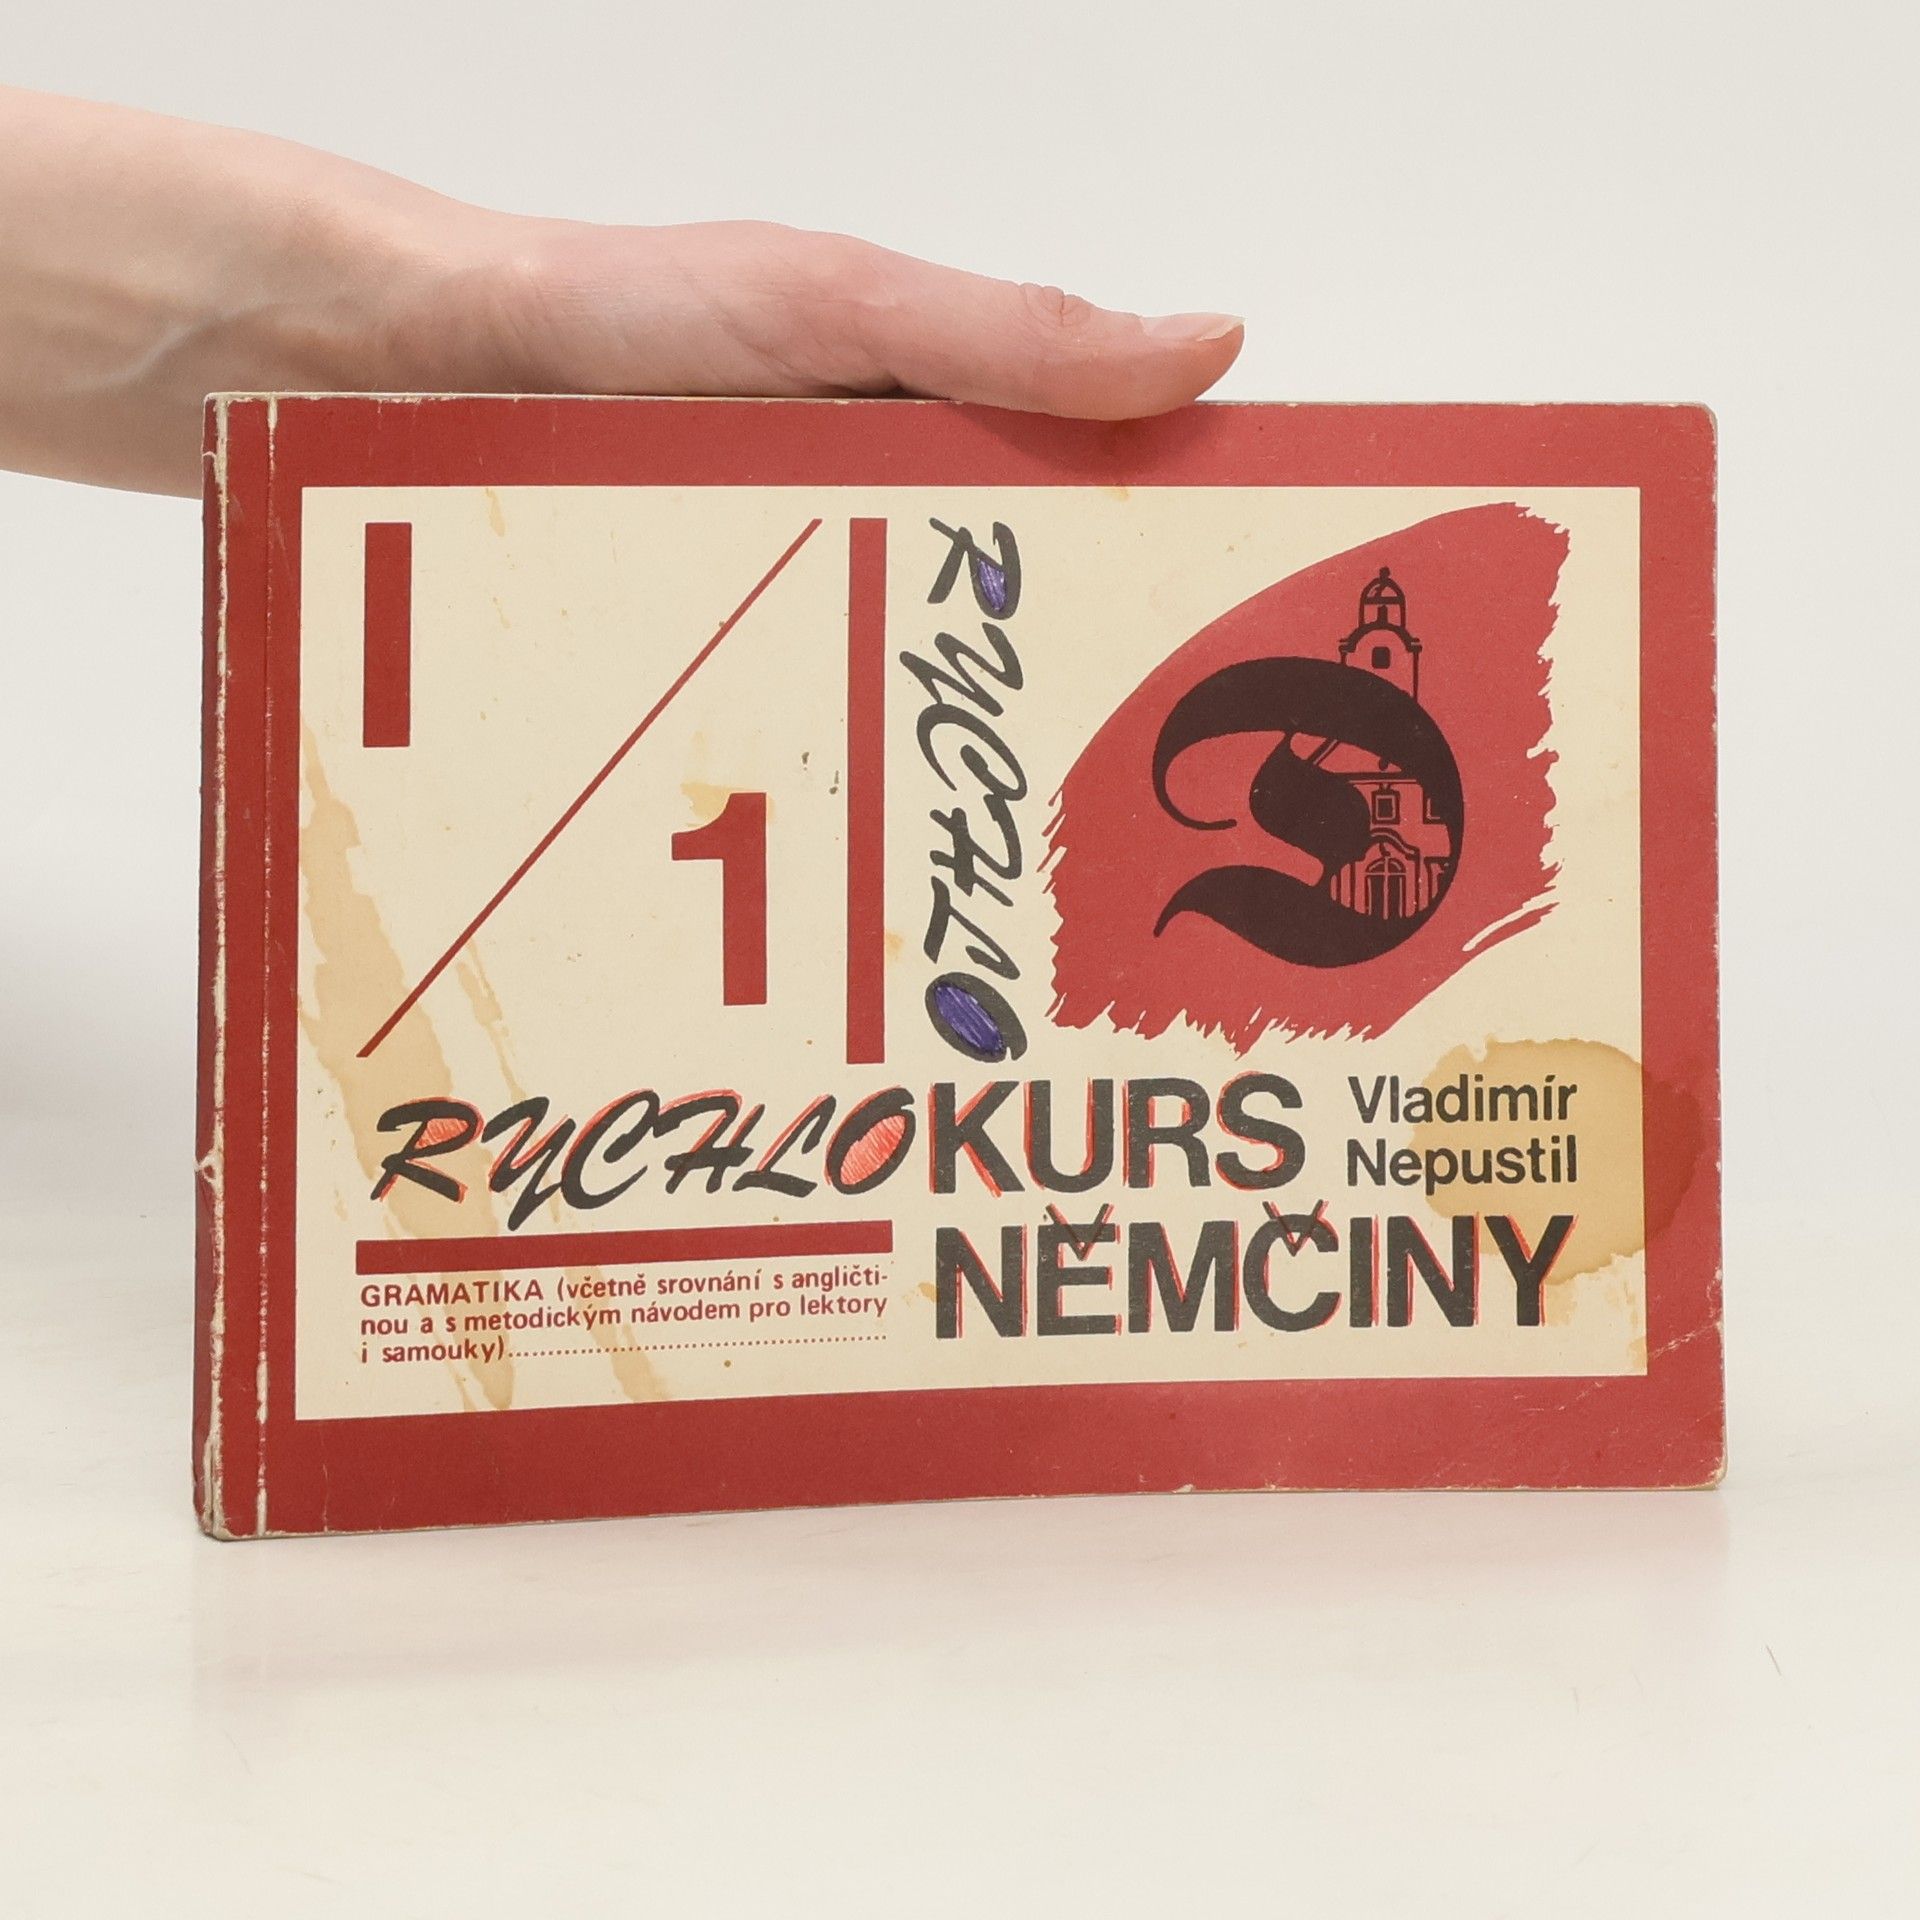 I
1
RYCHLO
D
RYCHLOKURS
Vladimír
Nepustil
NĚMČINY
GRAMATIKA (včetně srovnání s angličti-
nou a s metodickým návodem pro lektory
i samouky)..................................................